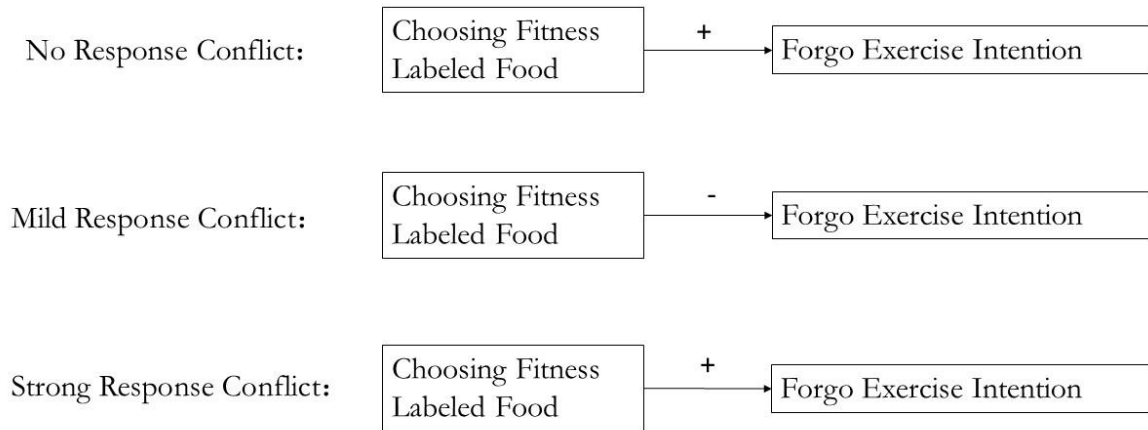 No Response Conflict:
Choosing Fitness
Labeled Food
+
Forgo Exercise Intention
Mild Response Conflict:
Choosing Fitness
Labeled Food
-
Forgo Exercise Intention
Strong Response Conflict:
Choosing Fitness
Labeled Food
+
Forgo Exercise Intention